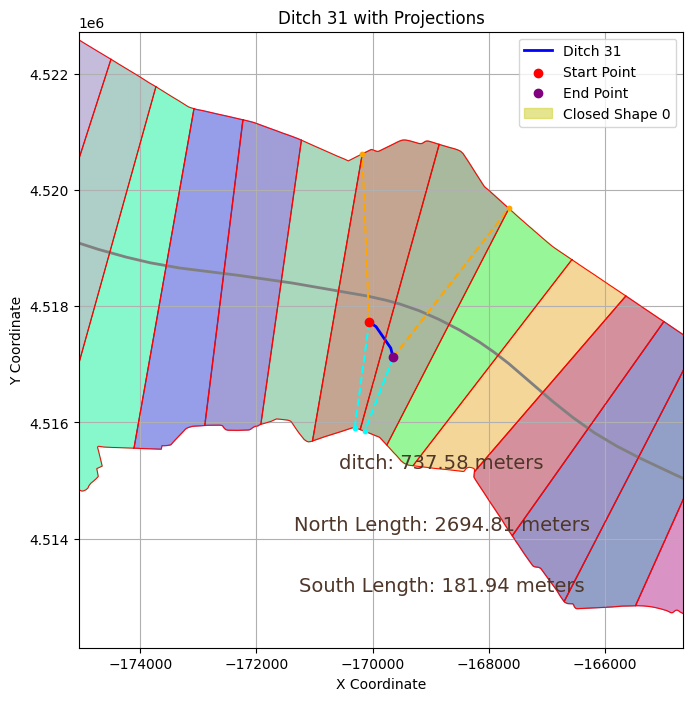 Ditch 31 with Projections
1e6
Ditch 31
Start Point
End Point
Closed Shape 0
4.522
4.520
4.518
4.516
4.514
Y Coordinate
ditch: 737.58 meters
North Length: 2694.81 meters
South Length: 181.94 meters
−174000 −172000 −170000 −168000 −166000
X Coordinate